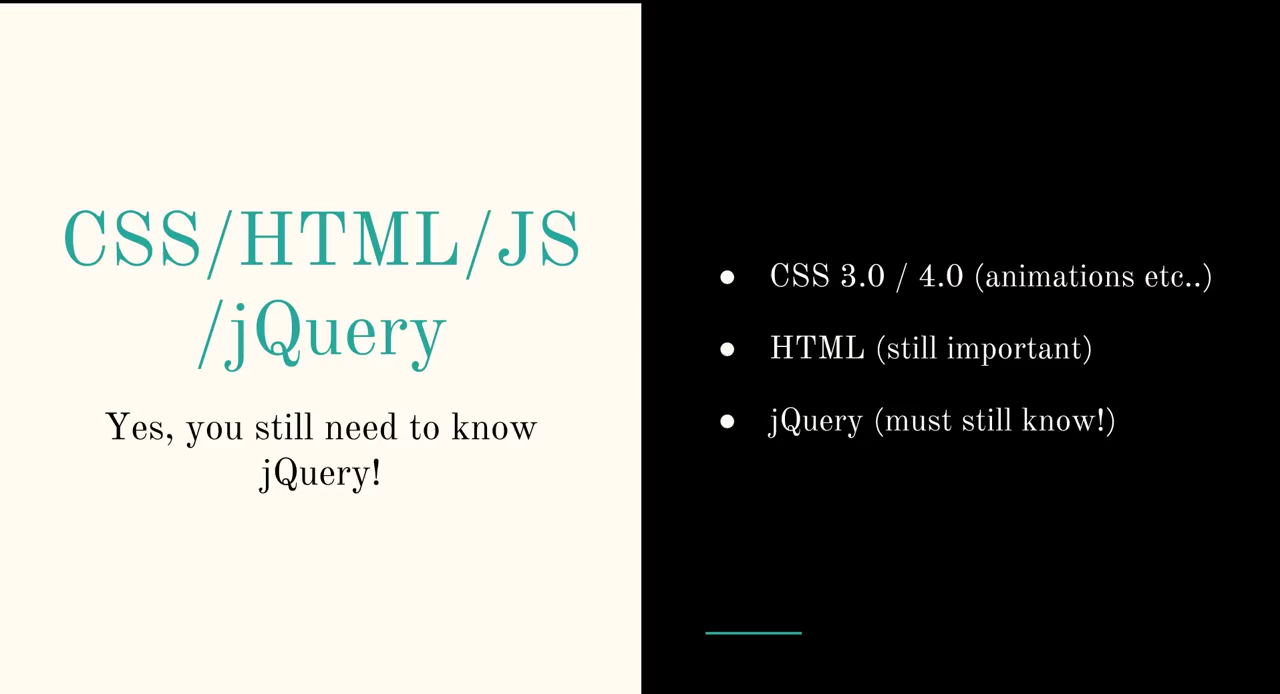 CSS/HTML/JS
/jQuery
Yes, you still need to know
jQuery!
● CSS 3.0 / 4.0 (animations etc..)
● HTML (still important)
● jQuery (must still know!)